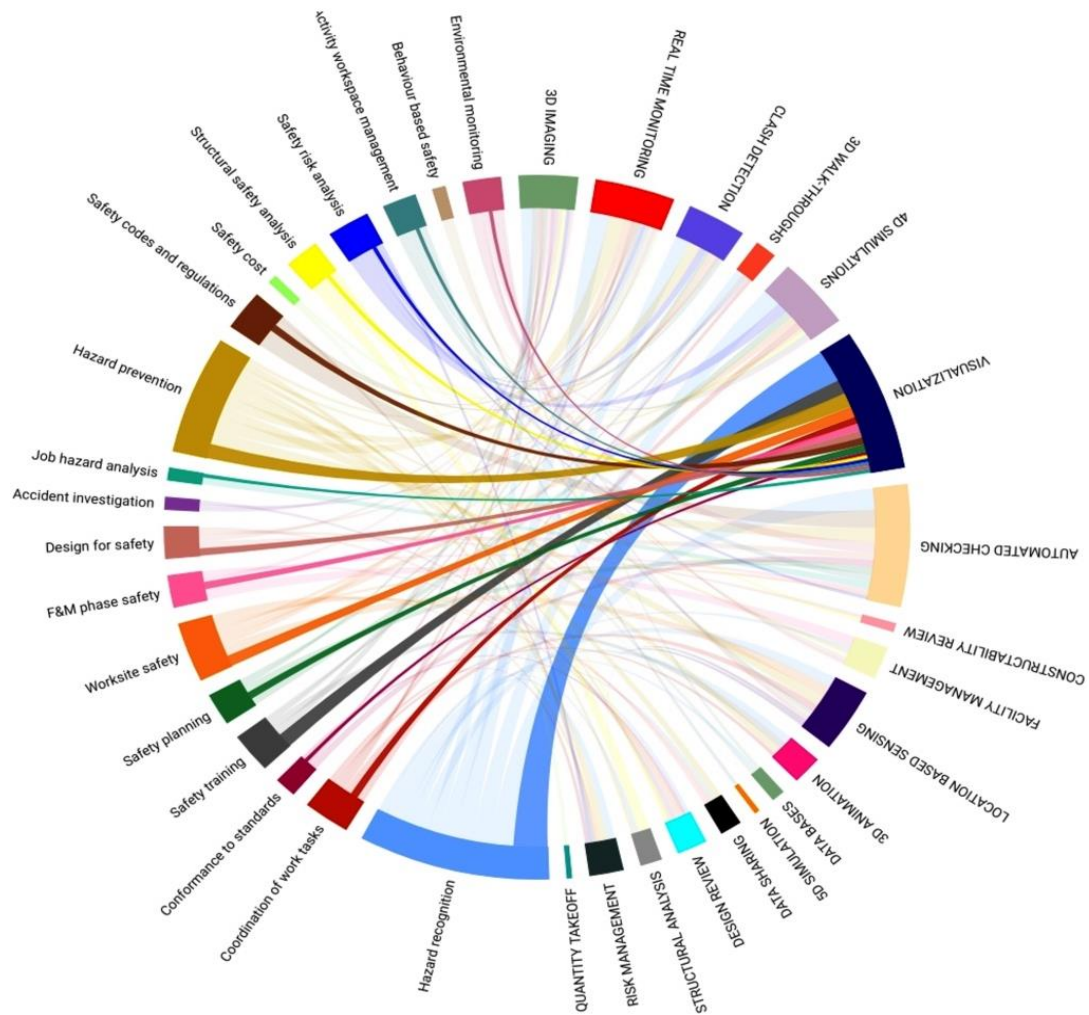 3D IMAGING
REAL TIME MONITORING
CLASH DETECTION
3D WALK-THROUGHS
4D SIMULATIONS
VISUALIZATION
AUTOMATED CHECKING
CONSTRUCTABILITY REVIEW
FACILITY MANAGEMENT
LOCATION BASED SENSING
3D ANIMATION
DATA BASES
5D SIMULATION
DATA SHARING
DESIGN REVIEW
STRUCTURAL ANALYSIS
RISK MANAGEMENT
QUANTITY TAKEOFF
Hazard recognition
Coordination of work tasks
Conformance to standards
Safety training
Safety planning
Worksite safety
F&M phase safety
Design for safety
Accident investigation
Job hazard analysis
Hazard prevention
Safety codes and regulations
Safety cost
Structural safety analysis
Safety risk analysis
ctivity workspace management
Behaviour based safety
Environmental monitoring